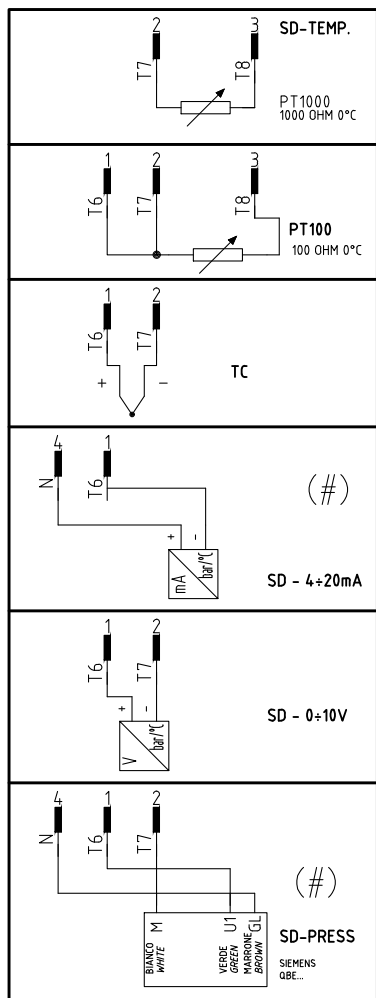 2 3 SD-TEMP.
T7 T8
PT1000
1000 OHM 0°C
1 2 3
T6 T7 T8
PT100
100 OHM 0°C
1 2
T6 T7
+ -
TC
4 1
N T6
(#)
+ -
mA bar/°C
SD - 4÷20mA
1 2
T6 T7
+ -
V bar/°C
SD - 0÷10V
4 1 2
N T6 T7
(#)
M U1 GL
BIANCO VERDE MARRONE
WHITE GREEN BROWN
SD-PRESS
SIEMENS
QBE...